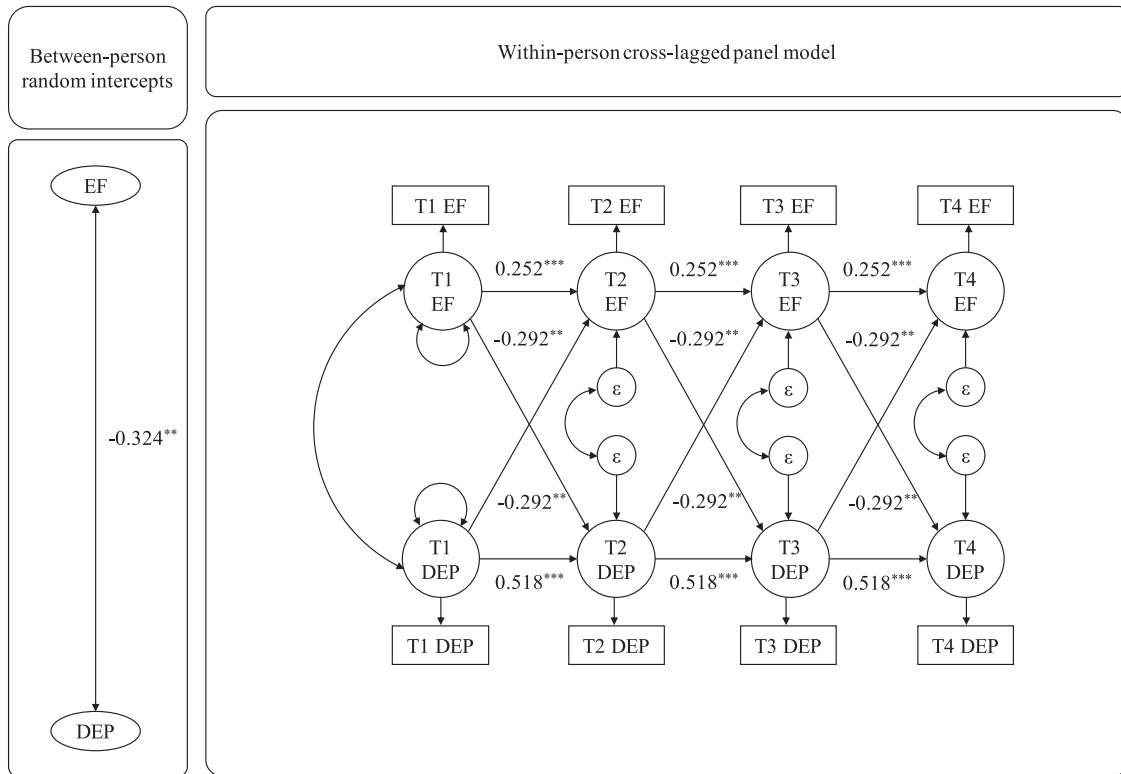 Between-person
random intercepts
Within-person cross-lagged panel model
EF
-0.324**
DEP
T1 EF
T2 EF
T3 EF
T4 EF
0.252***
0.252***
0.252***
T1
EF
T2
EF
T3
EF
T4
EF
-0.292**
-0.292**
-0.292**
ε
ε
ε
ε
ε
ε
-0.292**
-0.292**
-0.292**
T1
DEP
T2
DEP
T3
DEP
T4
DEP
0.518***
0.518***
0.518***
T1 DEP
T2 DEP
T3 DEP
T4 DEP